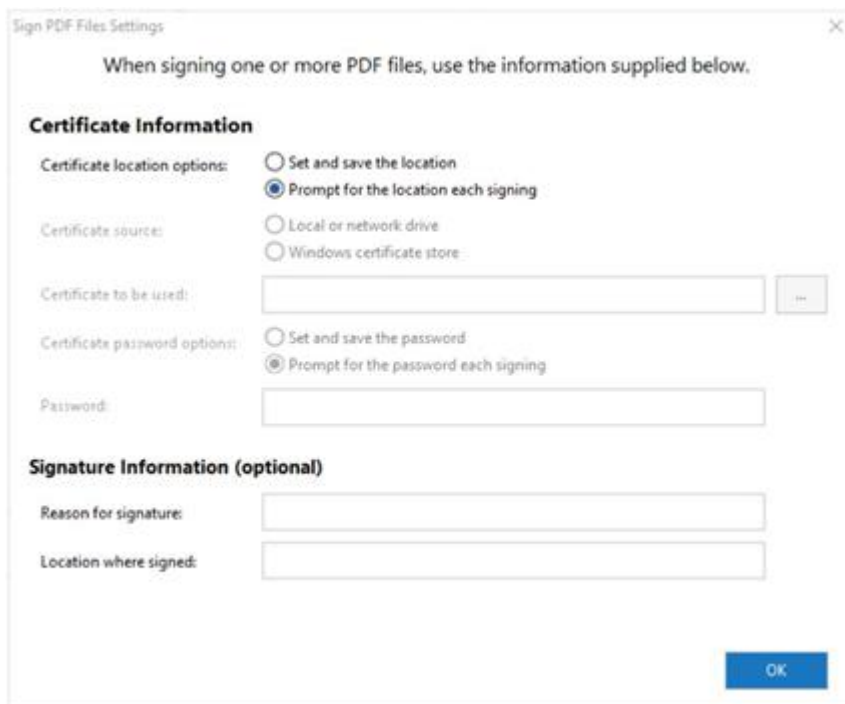 Sign PDF Files Settings
When signing one or more PDF files, use the information supplied below.
Certificate Information
Certificate location options:
Set and save the location
Prompt for the location each signing
Certificate source:
Local or network drive
Windows certificate store
Certificate to be used:
...
Certificate password options:
Set and save the password
Prompt for the password each signing
Password:
Signature Information (optional)
Reason for signature:
Location where signed:
OK